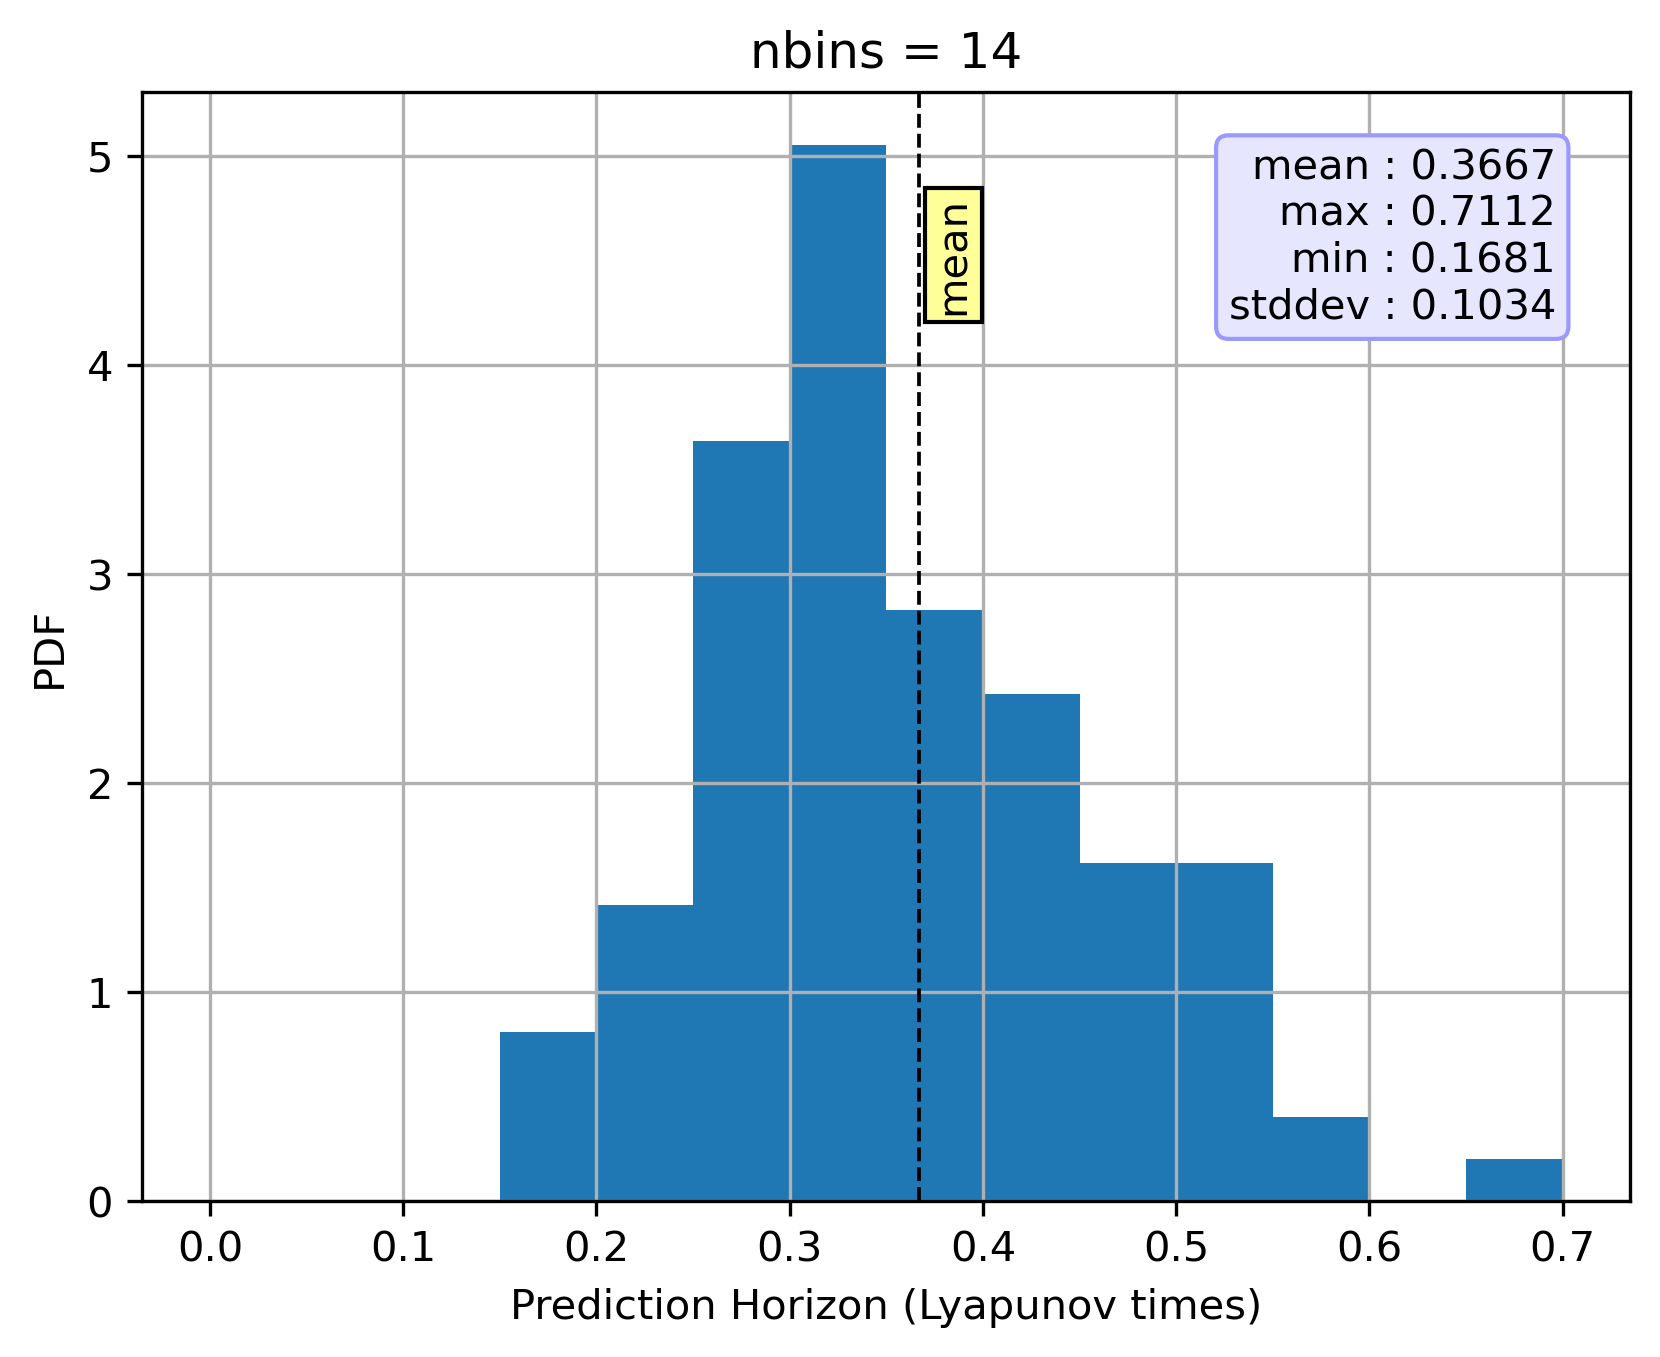 nbins = 14
mean : 0.3667
max : 0.7112
min : 0.1681
stddev : 0.1034
mean
PDF
5
4
3
2
1
0
0.0 0.1 0.2 0.3 0.4 0.5 0.6 0.7
Prediction Horizon (Lyapunov times)